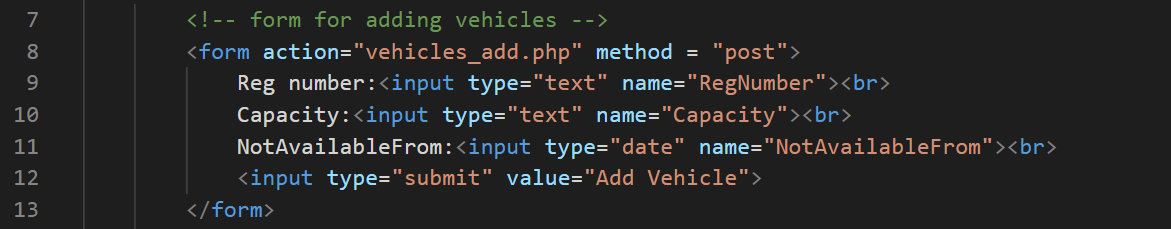 7 <!-- form for adding vehicles -->
8 <form action="vehicles_add.php" method = "post">
9 Reg number:<input type="text" name="RegNumber"><br>
10 Capacity:<input type="text" name="Capacity"><br>
11 NotAvailableFrom:<input type="date" name="NotAvailableFrom"><br>
12 <input type="submit" value="Add Vehicle">
13 </form>